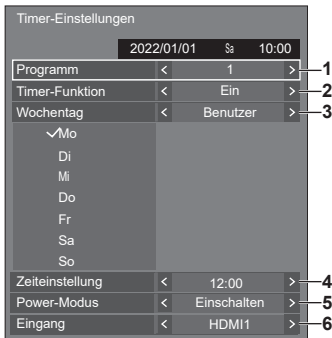 Timer-Einstellungen
2022/01/01 Sa 10:00
Programm < 1 > 1
Timer-Funktion < Ein > 2
Wochentag < Benutzer > 3
✓Mo
Di
Mi
Do
Fr
Sa
So
Zeiteinstellung < 12:00 > 4
Power-Modus < Einschalten > 5
Eingang < HDMI1 > 6